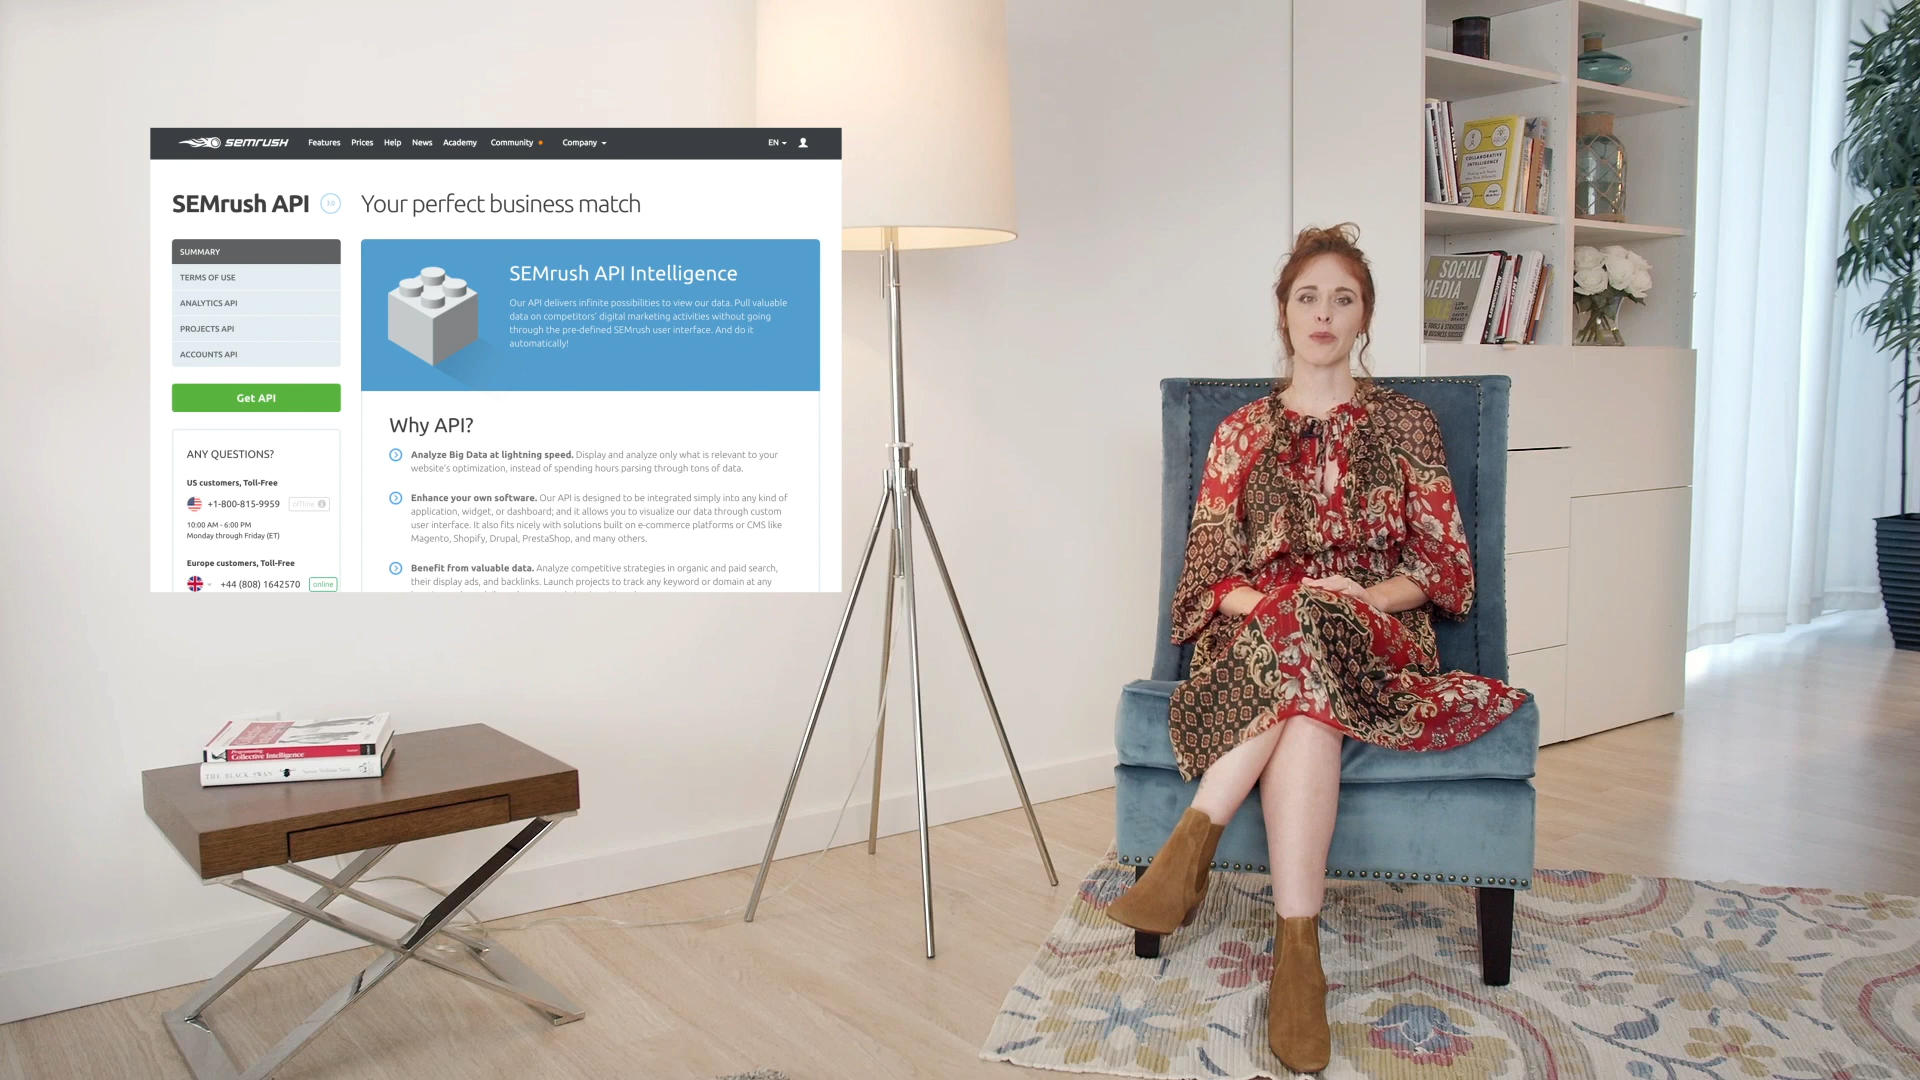 semrush
Features
Prices
Help
News
Academy
Community
Company
EN
SEMrush API
3.0
Your perfect business match
SUMMARY
TERMS OF USE
ANALYTICS API
PROJECTS API
ACCOUNTS API
Get API
ANY QUESTIONS?
US customers, Toll-Free
+1-800-815-9959
offline
10:00 AM - 6:00 PM
Monday through Friday (ET)
Europe customers, Toll-Free
+44 (808) 1642570
online
SEMrush API Intelligence
Our API delivers infinite possibilities to view our data. Pull valuable
data on competitors' digital marketing activities without going
through the pre-defined SEMrush user interface. And do it
automatically!
Why API?
Analyze Big Data at lightning speed. Display and analyze only what is relevant to your
website's optimization, instead of spending hours parsing through tons of data.
Enhance your own software. Our API is designed to be integrated simply into any kind of
application, widget, or dashboard; and it allows you to visualize our data through custom
user interface. It also fits nicely with solutions built on e-commerce platforms or CMS like
Magento, Shopify, Drupal, PrestaShop, and many others.
Benefit from valuable data. Analyze competitive strategies in organic and paid search,
their display ads, and backlinks. Launch projects to track any keyword or domain at any
COLLABORATIVE
INTELLIGENCE
SOCIAL
MEDIA
Programming
Collective Intelligence
THE BLACK SWAN